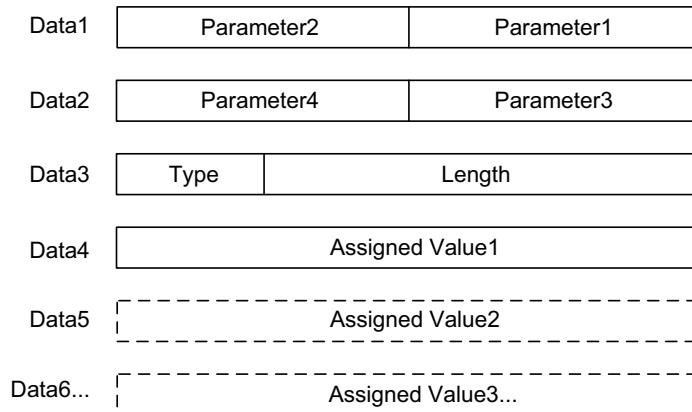 Data1 Parameter2 Parameter1
Data2 Parameter4 Parameter3
Data3 Type Length
Data4 Assigned Value1
Data5 Assigned Value2
Data6... Assigned Value3...